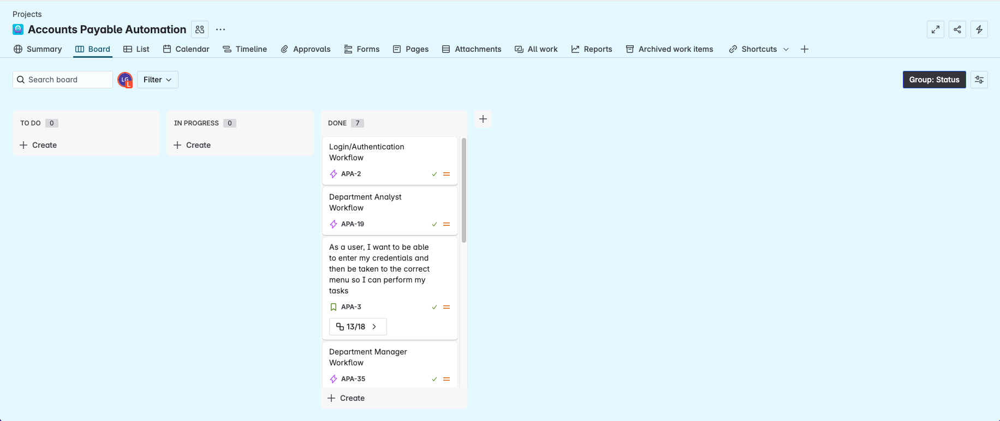 Projects
Accounts Payable Automation
Summary Board List Calendar Timeline Approvals Forms Pages Attachments All work Reports Archived work items Shortcuts
Search board LG L Filter Group: Status
TO DO 0
Create
IN PROGRESS 0
Create
DONE 7
Login/Authentication
Workflow
APA-2
Department Analyst
Workflow
APA-19
As a user, I want to be able
to enter my credentials and
then be taken to the correct
menu so I can perform my
tasks
APA-3
13/18
Department Manager
Workflow
APA-35
Create